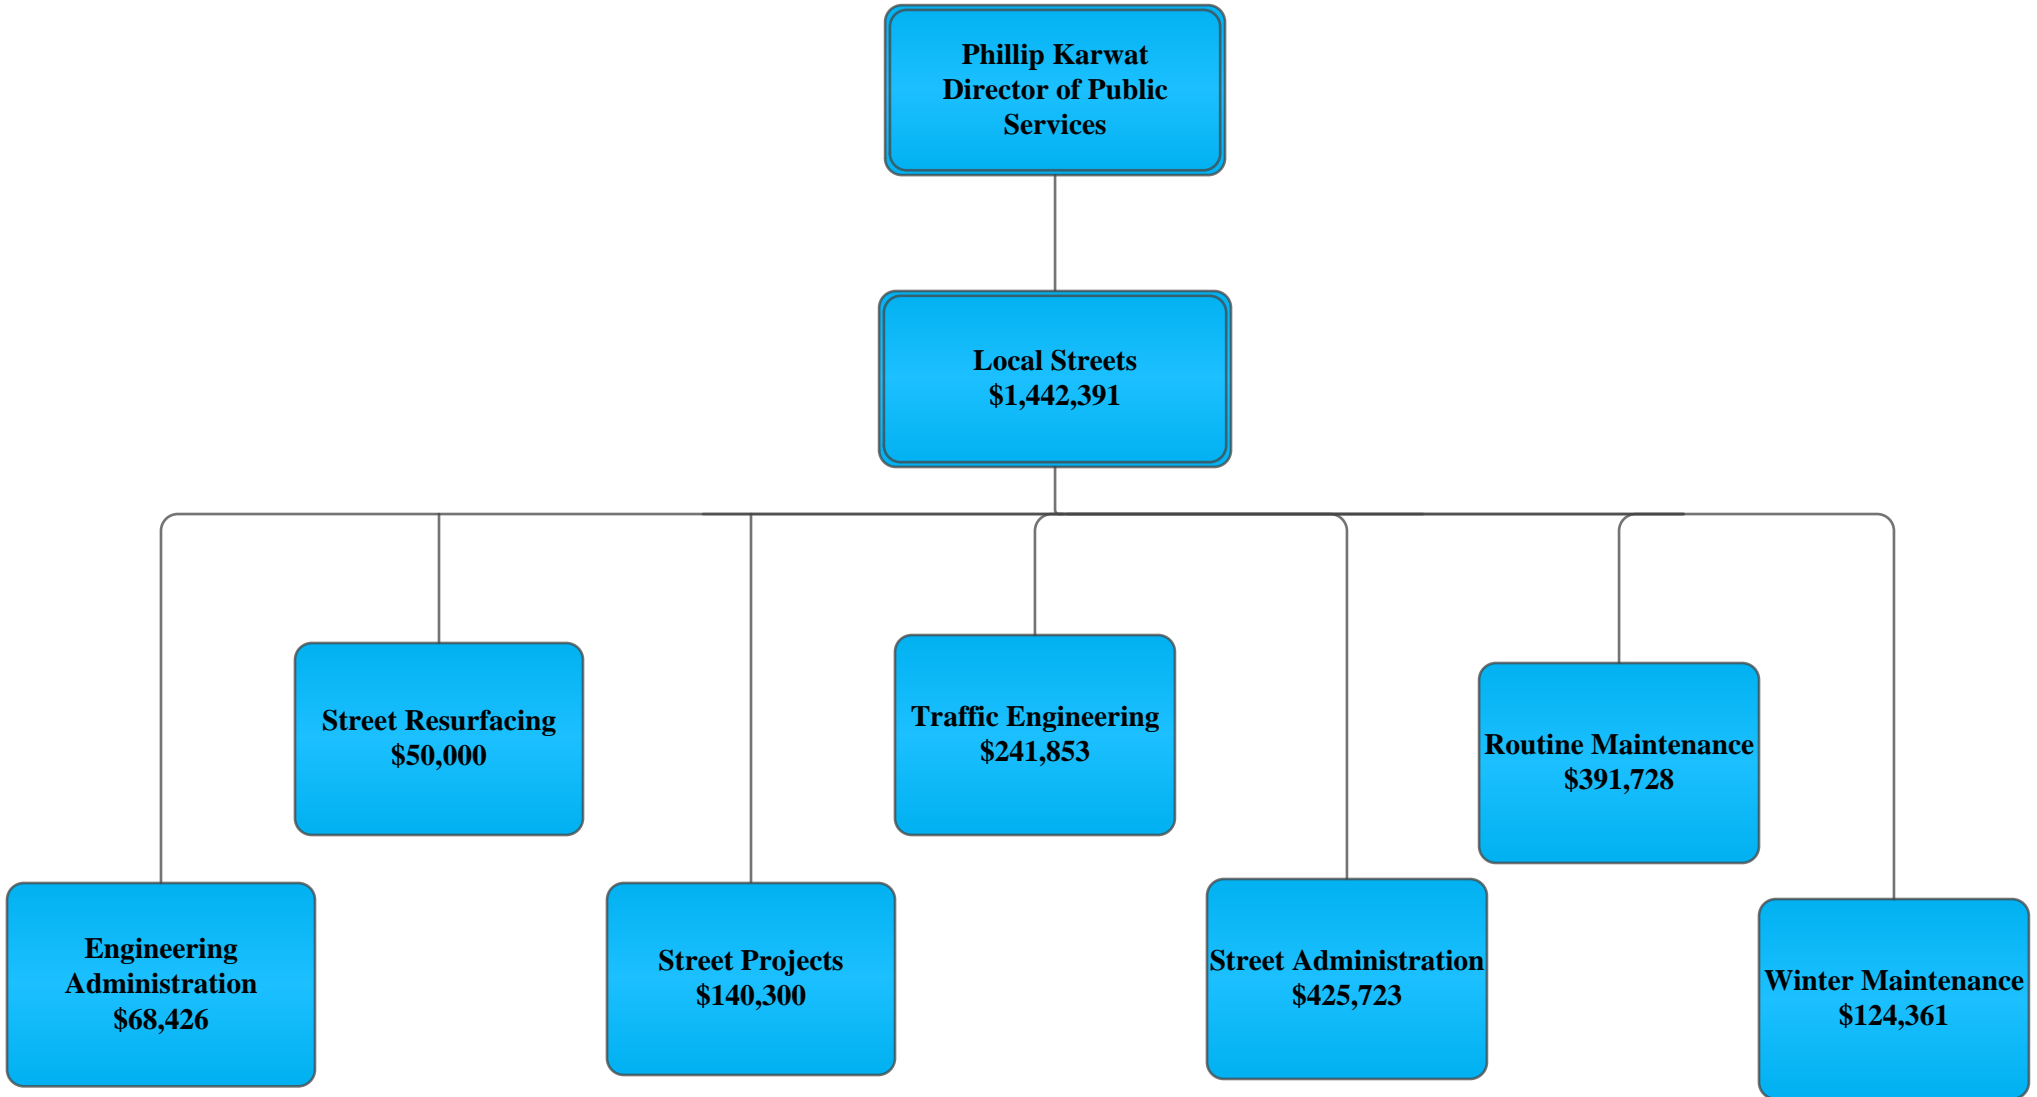 Phillip Karwat
Director of Public
Services
Local Streets
$1,442,391
Street Resurfacing
$50,000
Traffic Engineering
$241,853
Routine Maintenance
$391,728
Engineering
Administration
$68,426
Street Projects
$140,300
Street Administration
$425,723
Winter Maintenance
$124,361